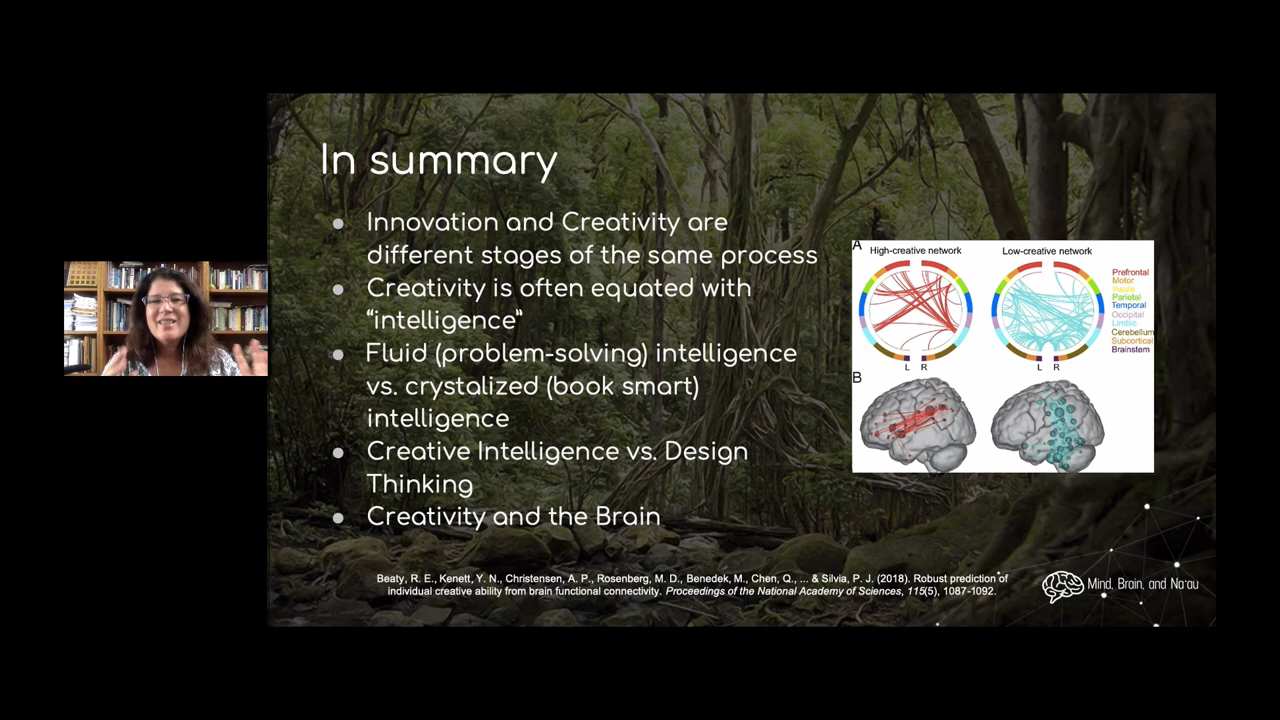 In summary
● Innovation and Creativity are
different stages of the same process
● Creativity is often equated with
“intelligence”
● Fluid (problem-solving) intelligence
vs. crystalized (book smart)
intelligence
● Creative Intelligence vs. Design
Thinking
● Creativity and the Brain
A
High-creative network
Low-creative network
Prefrontal
Motor
Insula
Parietal
Temporal
Occipital
Limbic
Cerebellum
Subcortical
Brainstem
L R
L R
B
Beaty, R. E., Kenett, Y. N., Christensen, A. P., Rosenberg, M. D., Benedek, M., Chen, Q., ... & Silvia, P. J. (2018). Robust prediction of
individual creative ability from brain functional connectivity. Proceedings of the National Academy of Sciences, 115(5), 1087-1092.
Mind, Brain, and Na'au